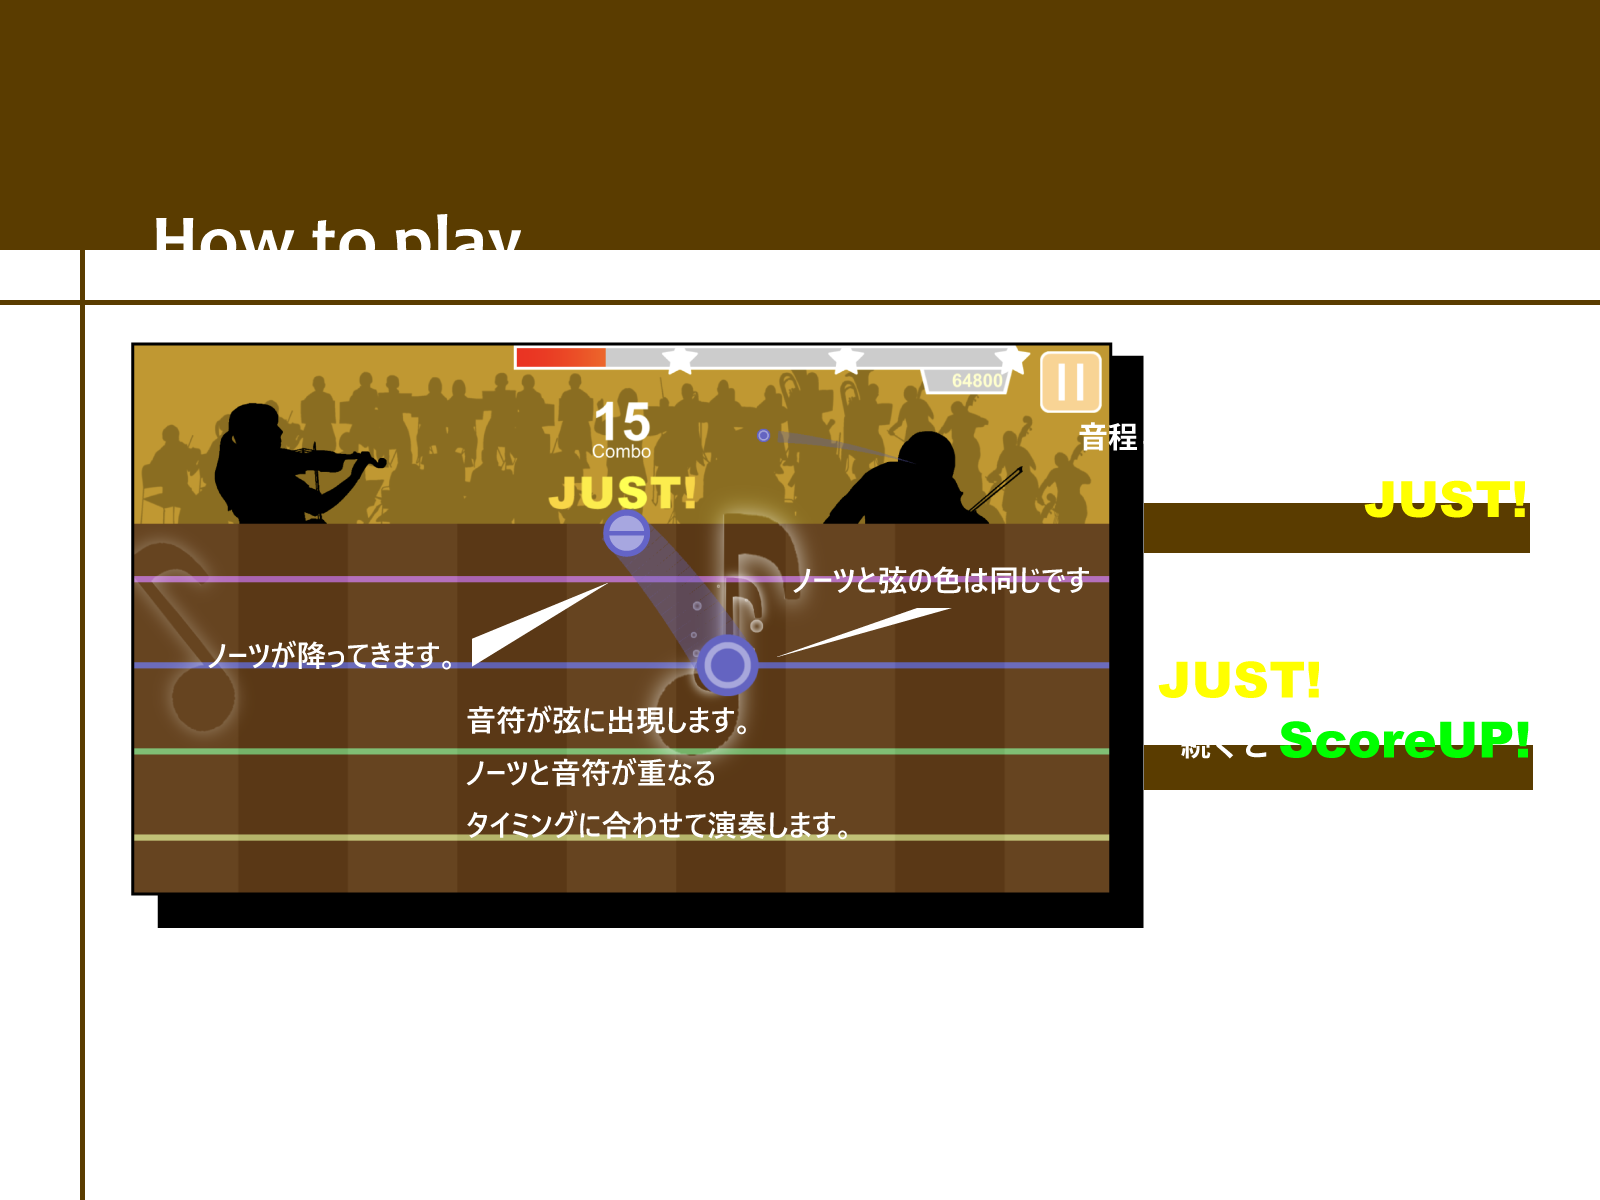 How to play
64800
15
Combo
JUST!
音程
JUST!
ノーツと弦の色は同じです
ノーツが降ってきます。
JUST!
音符が弦に出現します。
続くと ScoreUP!
ノーツと音符が重なる
タイミングに合わせて演奏します。